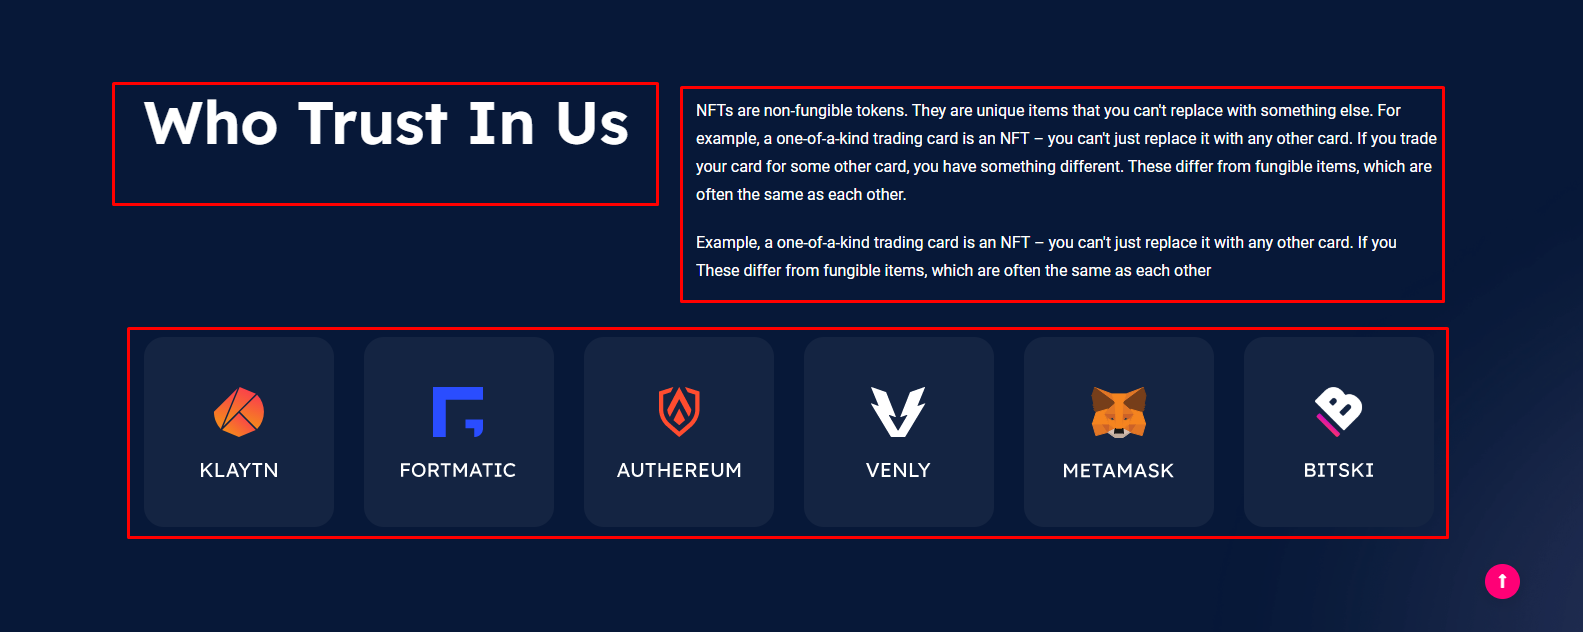 Who Trust In Us
NFTs are non-fungible tokens. They are unique items that you can't replace with something else. For
example, a one-of-a-kind trading card is an NFT – you can't just replace it with any other card. If you trade
your card for some other card, you have something different. These differ from fungible items, which are
often the same as each other.
Example, a one-of-a-kind trading card is an NFT – you can't just replace it with any other card. If you
These differ from fungible items, which are often the same as each other
KLAYTN
FORTMATIC
AUTHEREUM
VENLY
METAMASK
BITSKI